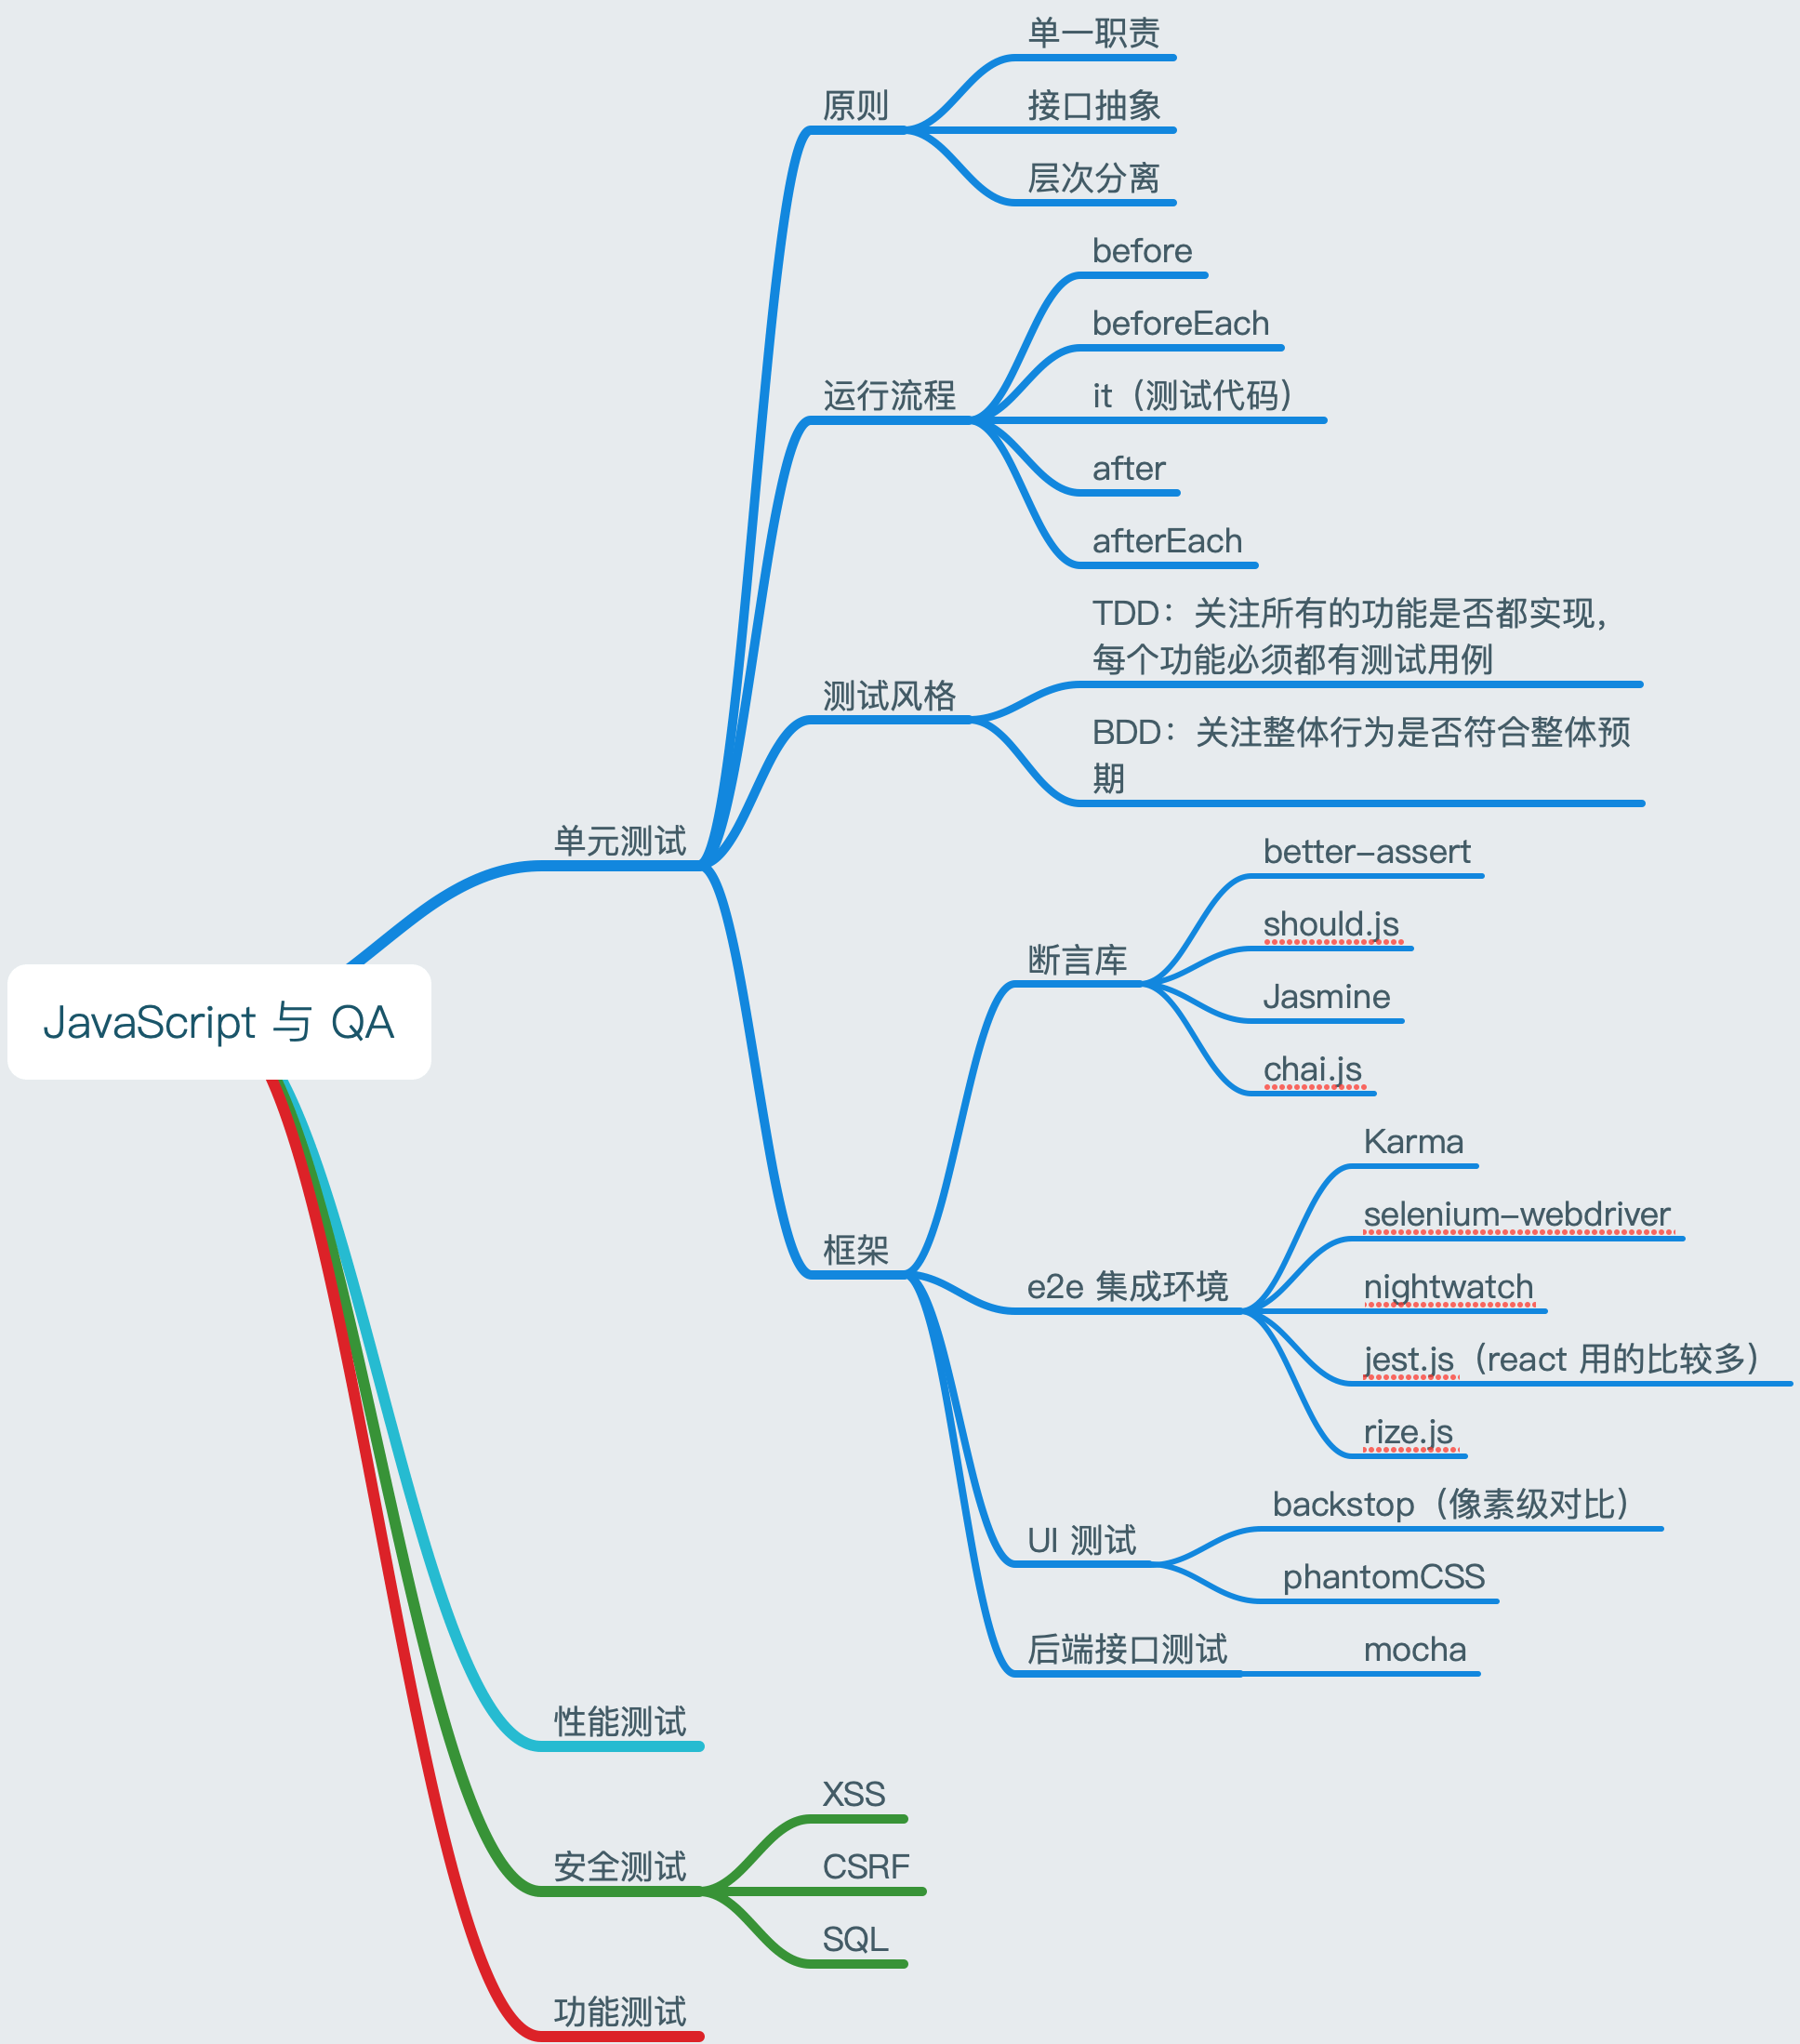 单一职责
原则
接口抽象
层次分离
before
beforeEach
运行流程
it（测试代码）
after
afterEach
TDD：关注所有的功能是否都实现，
每个功能必须都有测试用例
测试风格
BDD：关注整体行为是否符合整体预
期
单元测试
better-assert
should.js
断言库
Jasmine
chai.js
JavaScript 与 QA
Karma
selenium-webdriver
框架
e2e 集成环境
nightwatch
jest.js（react 用的比较多）
rize.js
backstop（像素级对比）
UI 测试
phantomCSS
后端接口测试
mocha
性能测试
XSS
安全测试
CSRF
SQL
功能测试